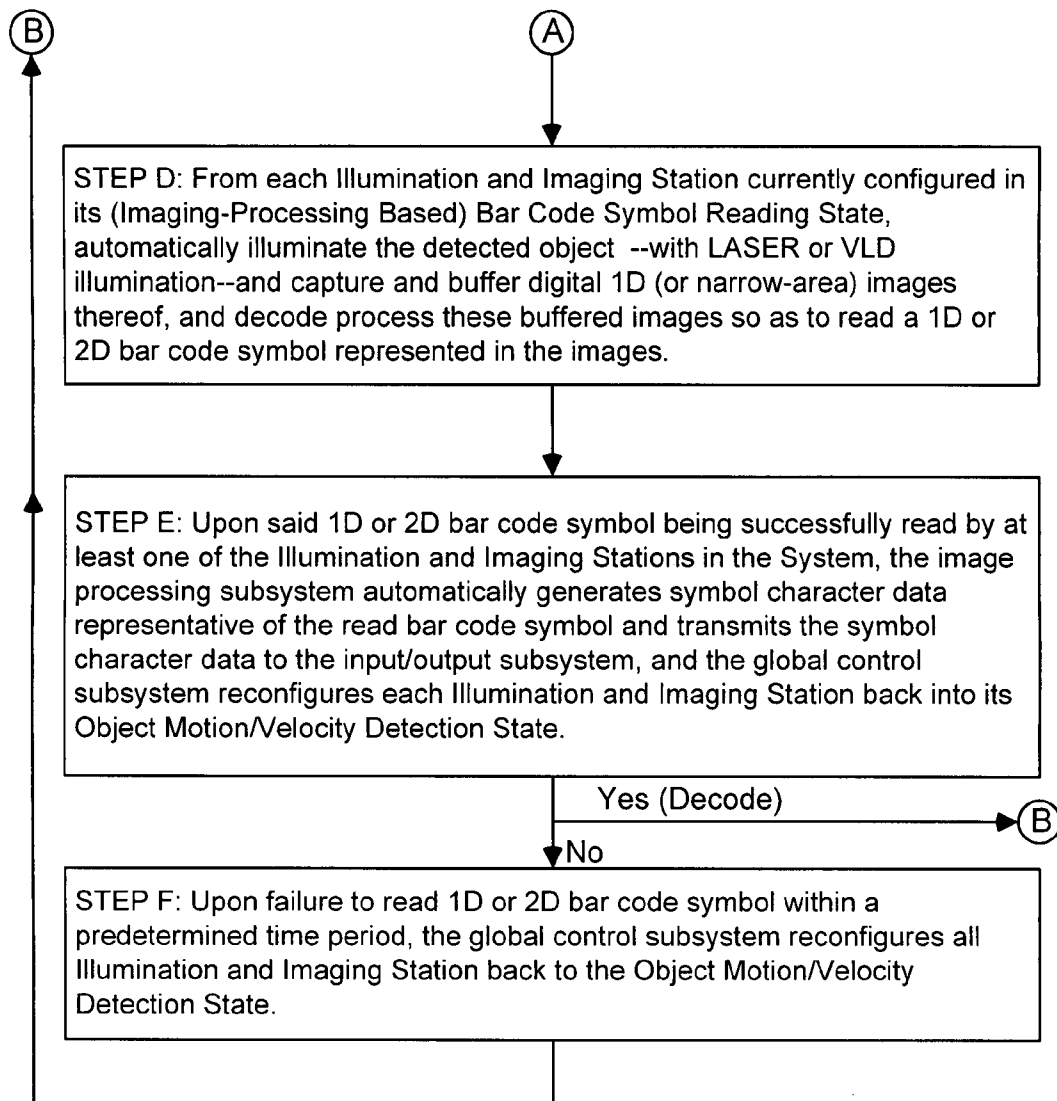 B
A
STEP D: From each Illumination and Imaging Station currently configured in
its (Imaging-Processing Based) Bar Code Symbol Reading State,
automatically illuminate the detected object --with LASER or VLD
illumination--and capture and buffer digital 1D (or narrow-area) images
thereof, and decode process these buffered images so as to read a 1D or
2D bar code symbol represented in the images.
STEP E: Upon said 1D or 2D bar code symbol being successfully read by at
least one of the Illumination and Imaging Stations in the System, the image
processing subsystem automatically generates symbol character data
representative of the read bar code symbol and transmits the symbol
character data to the input/output subsystem, and the global control
subsystem reconfigures each Illumination and Imaging Station back into its
Object Motion/Velocity Detection State.
Yes (Decode)
B
No
STEP F: Upon failure to read 1D or 2D bar code symbol within a
predetermined time period, the global control subsystem reconfigures all
Illumination and Imaging Station back to the Object Motion/Velocity
Detection State.